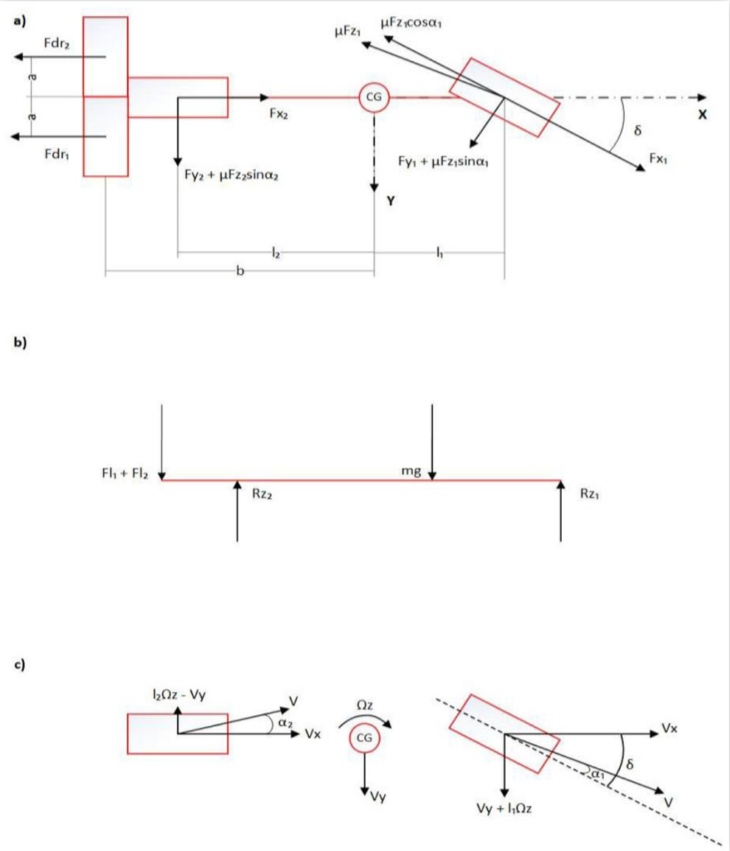 a)
Fdr₂
a
a
Fdr₁
Fx₂
Fy₂ + μFz₂sinα₂
CG
Y
μFz₁
μFz₁cosα₁
Fy₁ + μFz₁sinα₁
δ
Fx₁
X
l₂
l₁
b
b)
Fl₁ + Fl₂
Rz₂
mg
Rz₁
c)
l₂Ωz - Vy
V
α₂
Vx
Ωz
CG
Vy
Vx
δ
α₁
V
Vy + l₁Ωz